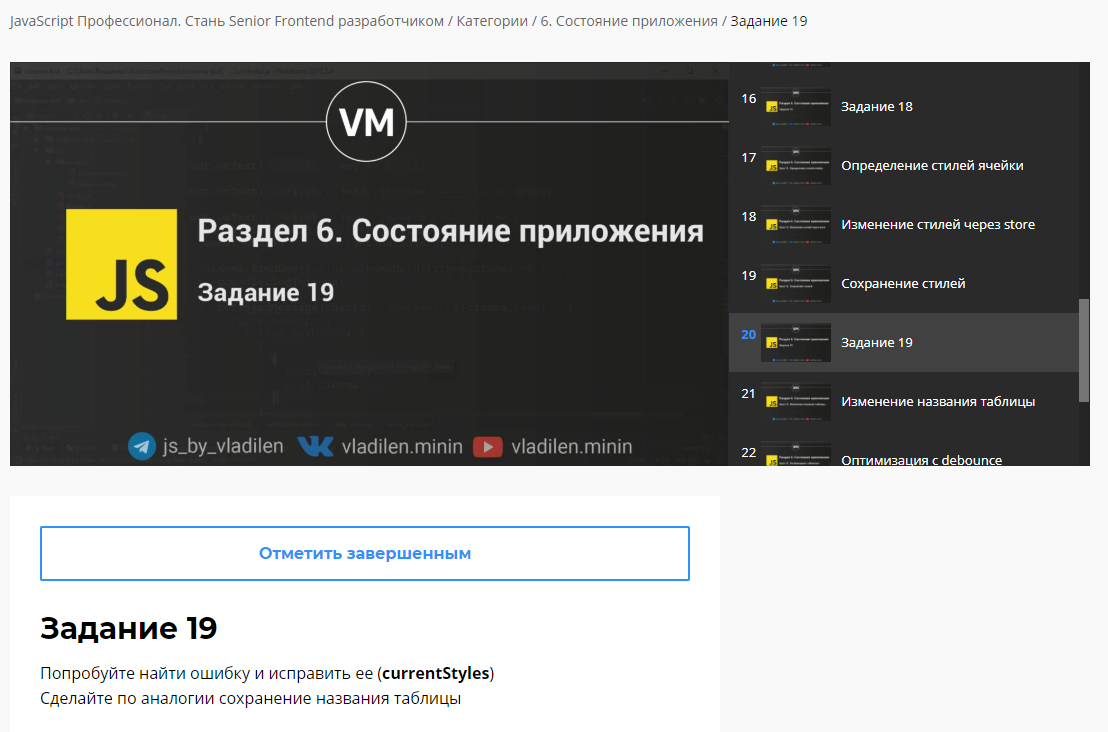 JavaScript Профессионал. Стань Senior Frontend разработчиком / Категории / 6. Состояние приложения / Задание 19
VM
JS
Раздел 6. Состояние приложения
Задание 19
js_by_vladilen
vladilen.minin
vladilen.minin
16
Задание 18
17
Определение стилей ячейки
18
Изменение стилей через store
19
Сохранение стилей
20
Задание 19
21
Изменение названия таблицы
22
Оптимизация с debounce
Отметить завершенным
Задание 19
Попробуйте найти ошибку и исправить ее (currentStyles)
Сделайте по аналогии сохранение названия таблицы